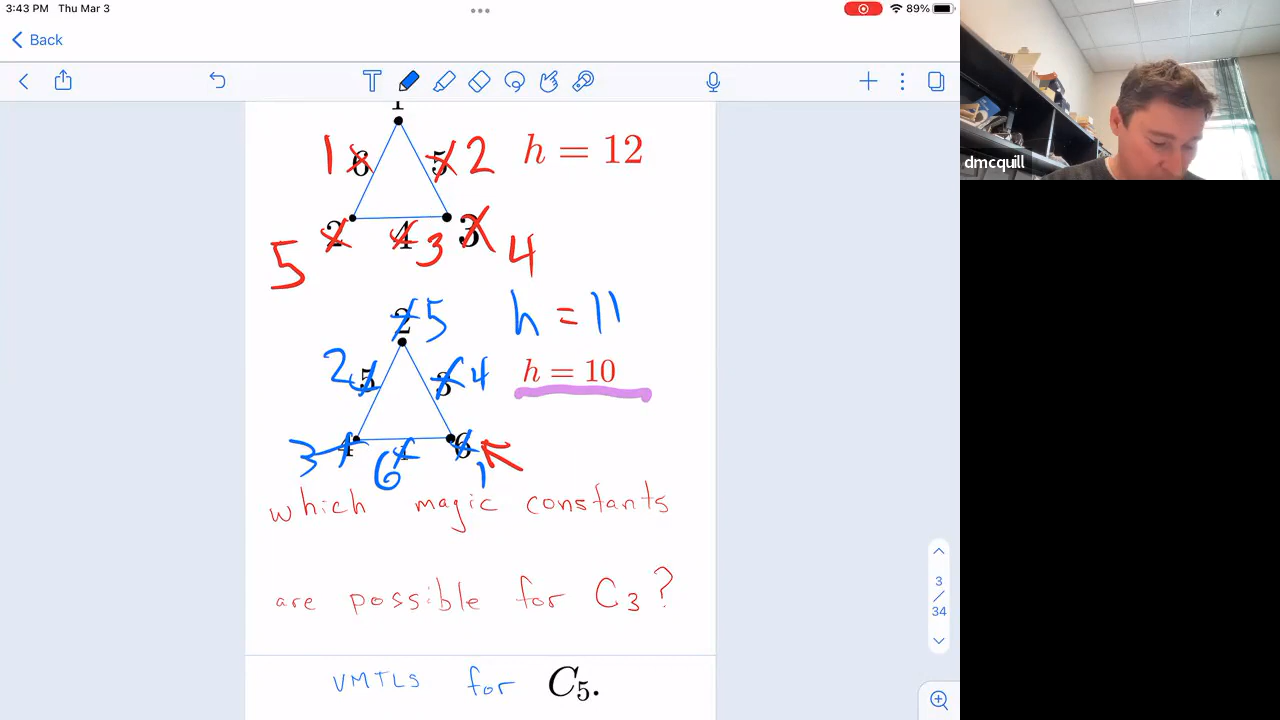 3:43 PM Thu Mar 3
89%
Back
T
1
1 6 5 2 h = 12
2 4 3 3
5 4
2 5 h = 11
2 5 3 4 h = 10
3 4 1 6
6 1
which magic constants
are possible for C3?
VMTLS for C5.
3
/
34
dmcquill